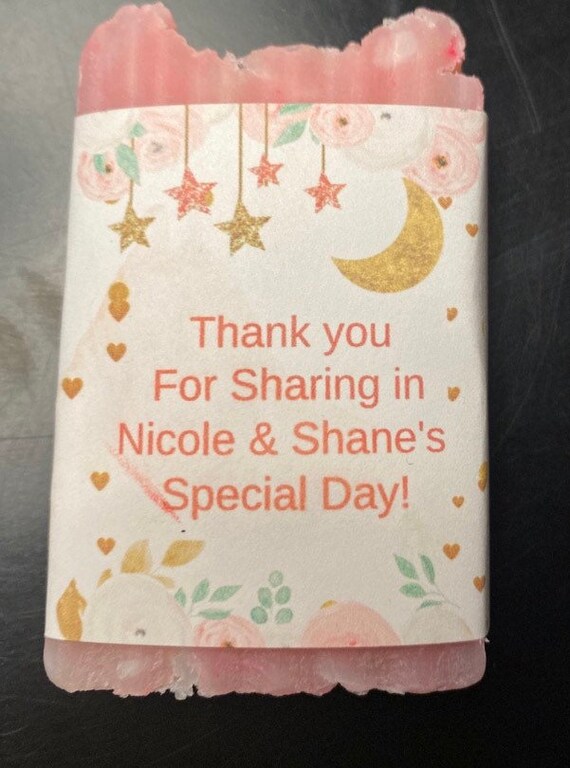 Thank you
For Sharing in
Nicole & Shane's
Special Day!